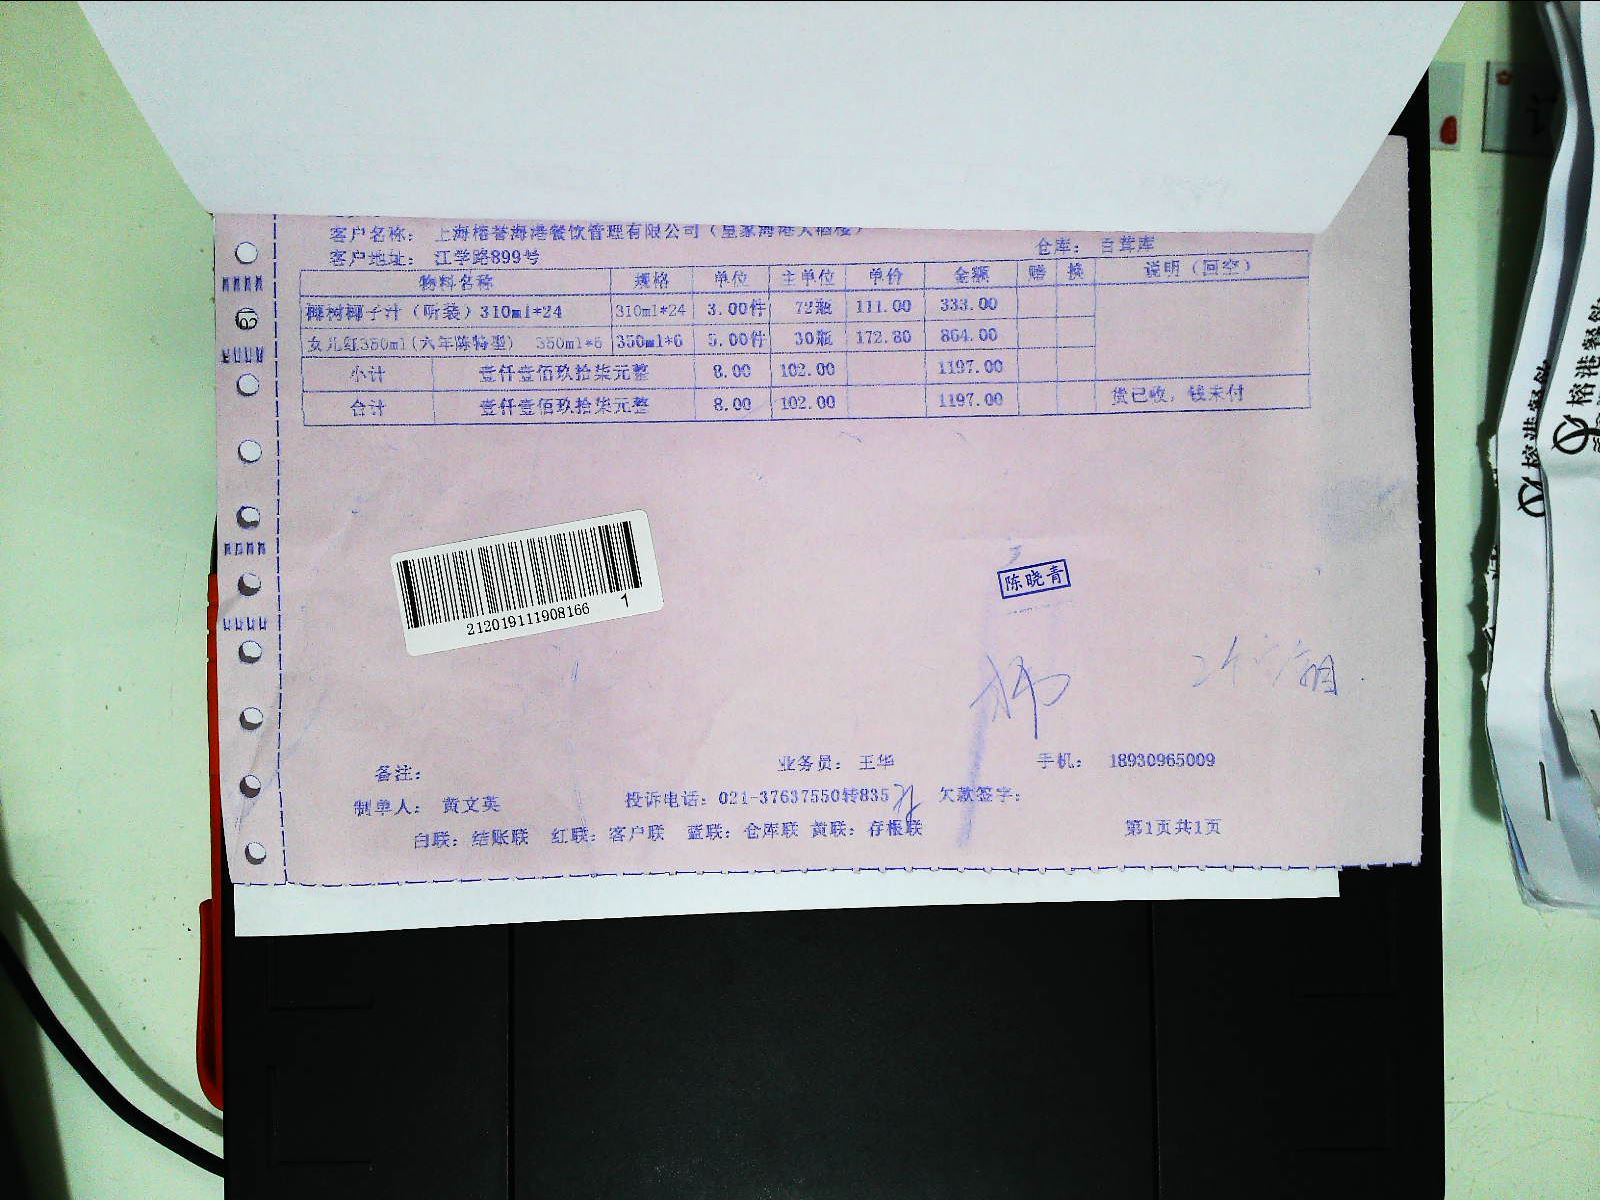 客户名称： 上海榕誉海港餐饮管理有限公司（皇家海港大酒楼）
仓库： 百茸库
客户地址： 江学路899号
物料名称 规格 单位 主单位 单价 金额 赠 换 说明（回空）
椰树椰子汁（听装）310ml*24 310ml*24 3.00件 72瓶 111.00 333.00
女儿红350ml(六年陈特型) 350ml*6 350ml*6 5.00件 30瓶 172.80 864.00
小计 壹仟壹佰玖拾柒元整 8.00 102.00 1197.00
合计 壹仟壹佰玖拾柒元整 8.00 102.00 1197.00 货已收，钱未付
212019111908166 1
陈晓青
备注： 业务员： 王华 手机： 18930965009
制单人： 黄文英 投诉电话：021-37637550转835 欠款签字：
白联：结账联 红联：客户联 蓝联：仓库联 黄联：存根联 第1页共1页
榕港餐饮
榕港餐饮